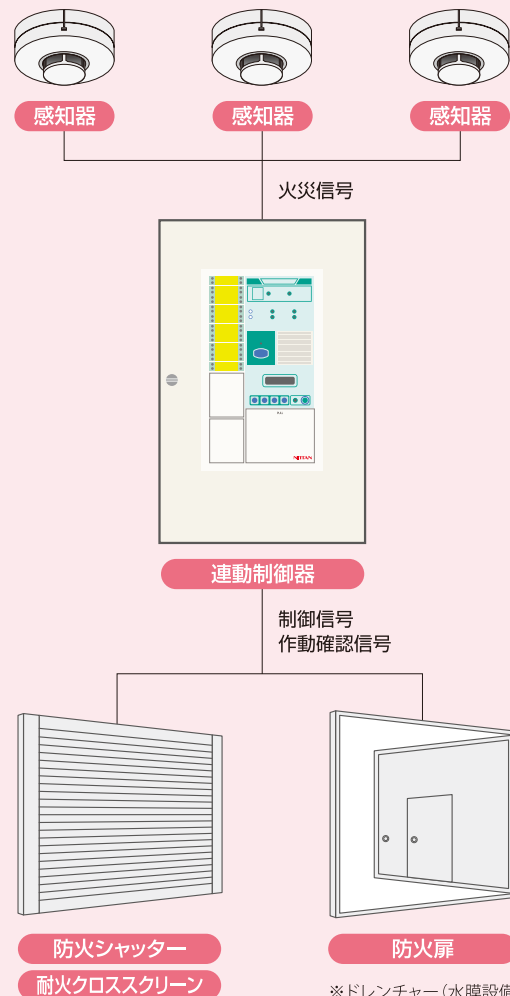 感知器
感知器
感知器
火災信号
NITTAN
連動制御器
制御信号
作動確認信号
防火シャッター
防火扉
耐火クロススクリーン
※ドレンチャー(水膜設備